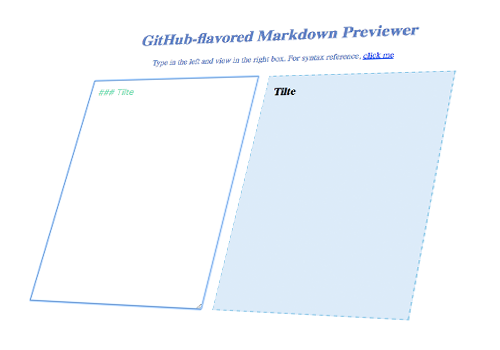 GitHub-flavored Markdown Previewer
Type in the left and view in the right box. For syntax reference, click me
### Tilte
Tilte